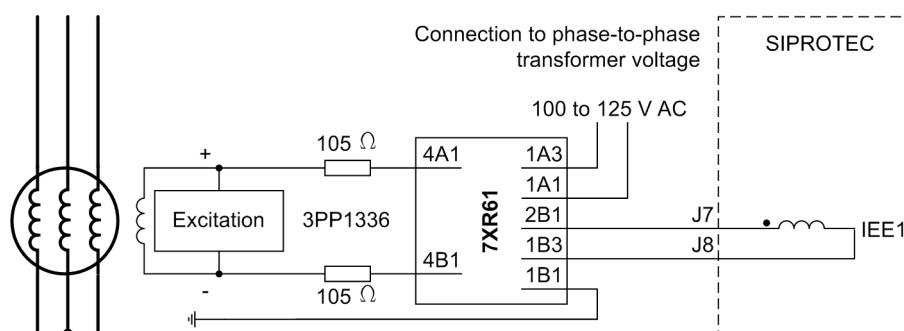 Connection to phase-to-phase
transformer voltage
SIPROTEC
100 to 125 V AC
105 Ω
+
4A1
1A3
1A1
Excitation
3PP1336
7XR61
2B1
J7
IEE1
1B3
J8
4B1
1B1
-
105 Ω